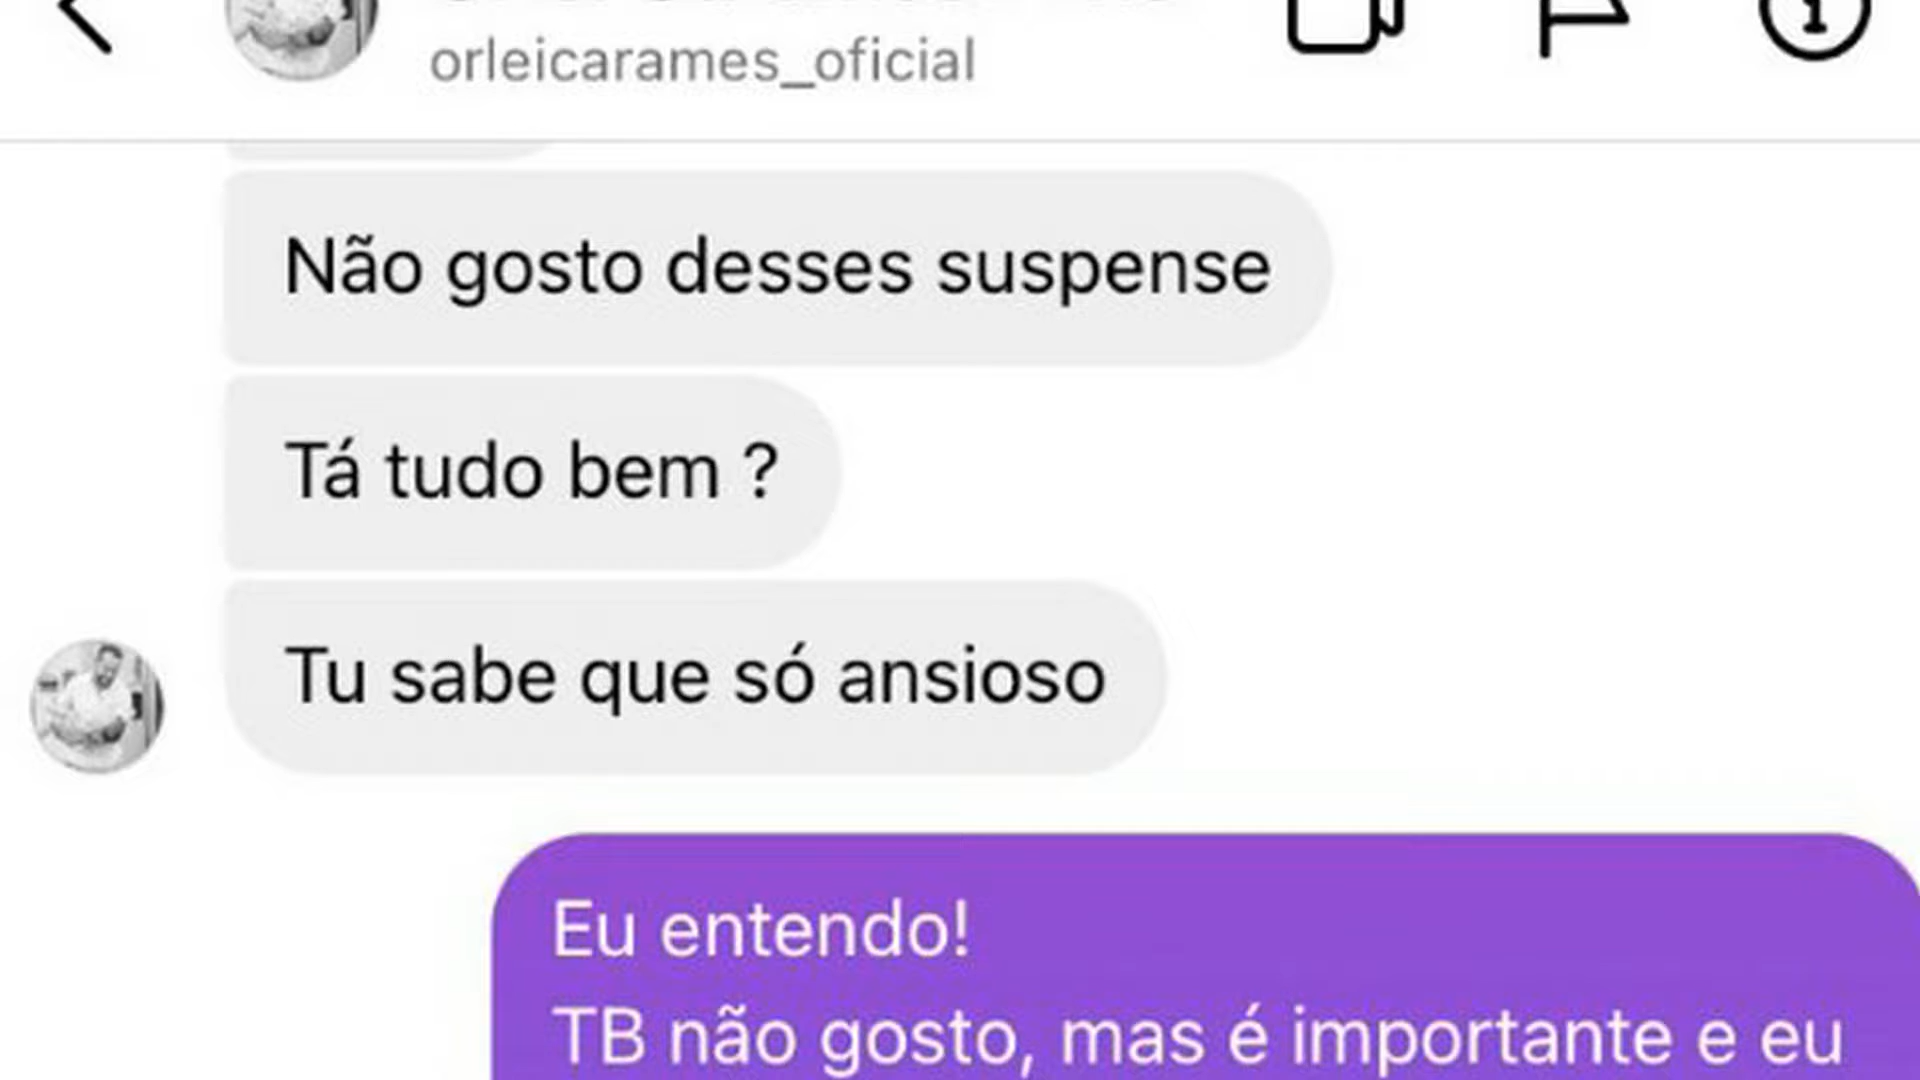 orleicarames_oficial
Não gosto desses suspense
Tá tudo bem ?
Tu sabe que só ansioso
Eu entendo!
TB não gosto, mas é importante e eu